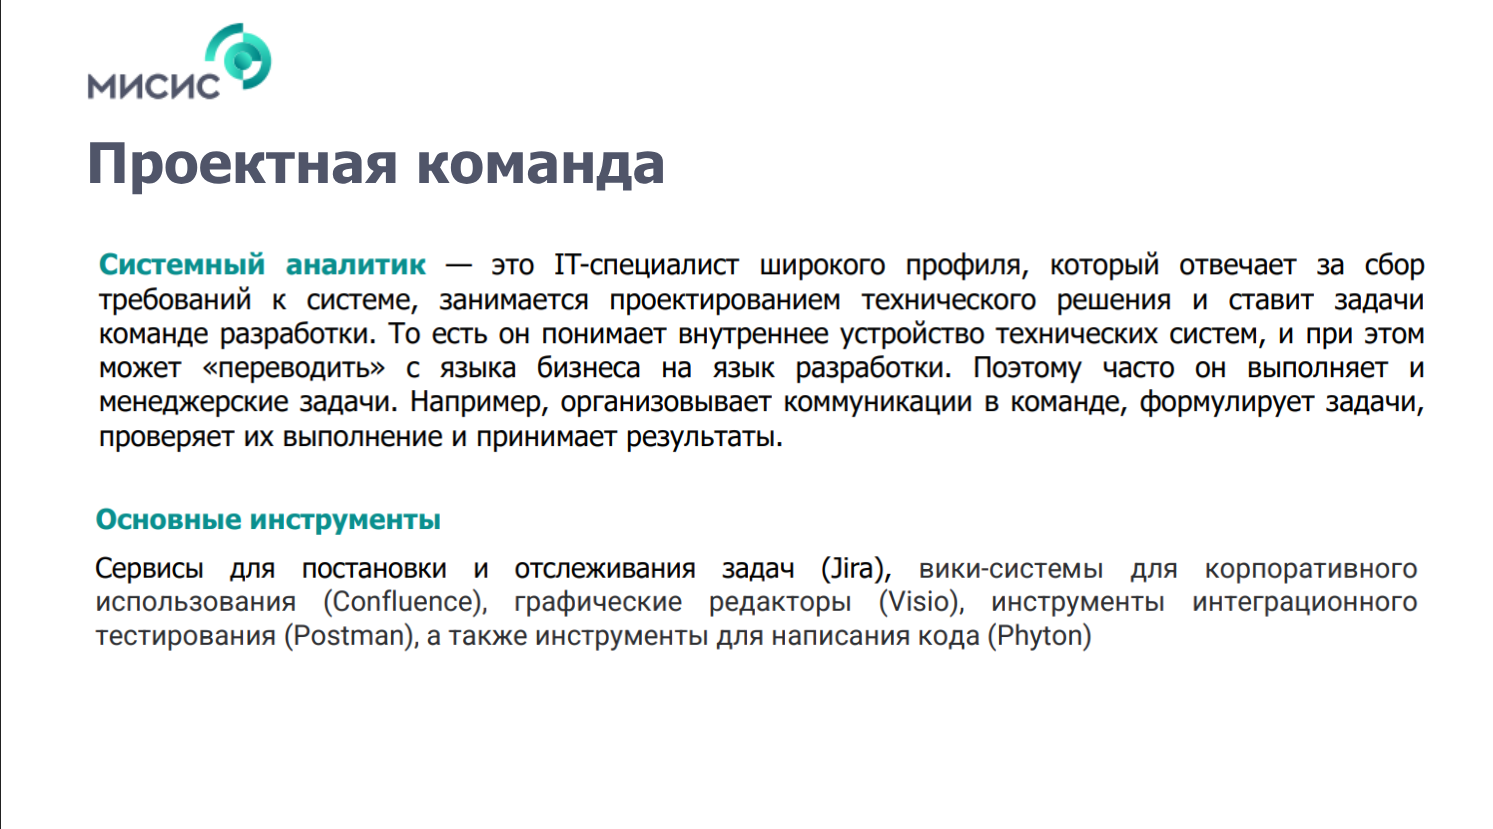 МИСИС
Проектная команда
Системный аналитик — это IT-специалист широкого профиля, который отвечает за сбор
требований к системе, занимается проектированием технического решения и ставит задачи
команде разработки. То есть он понимает внутреннее устройство технических систем, и при этом
может «переводить» с языка бизнеса на язык разработки. Поэтому часто он выполняет и
менеджерские задачи. Например, организовывает коммуникации в команде, формулирует задачи,
проверяет их выполнение и принимает результаты.
Основные инструменты
Сервисы для постановки и отслеживания задач (Jira), вики-системы для корпоративного
использования (Confluence), графические редакторы (Visio), инструменты интеграционного
тестирования (Postman), а также инструменты для написания кода (Phyton)